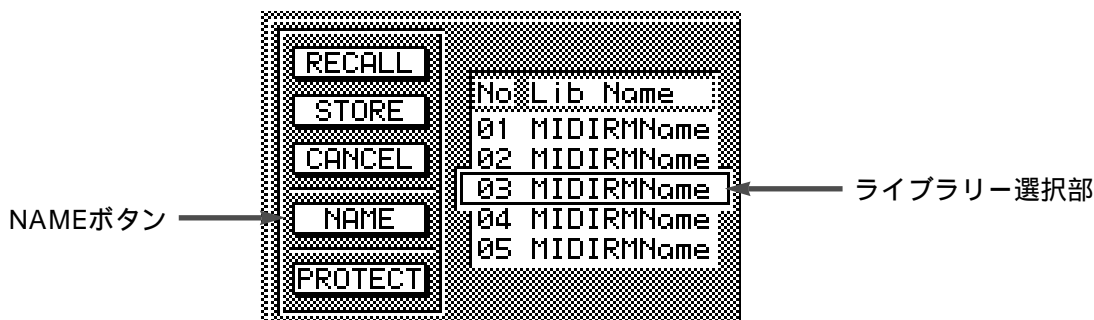 RECALL
STORE
CANCEL
NAME
PROTECT
No Lib Name
01 MIDIRMName
02 MIDIRMName
03 MIDIRMName
04 MIDIRMName
05 MIDIRMName
NAMEボタン
ライブラリー選択部